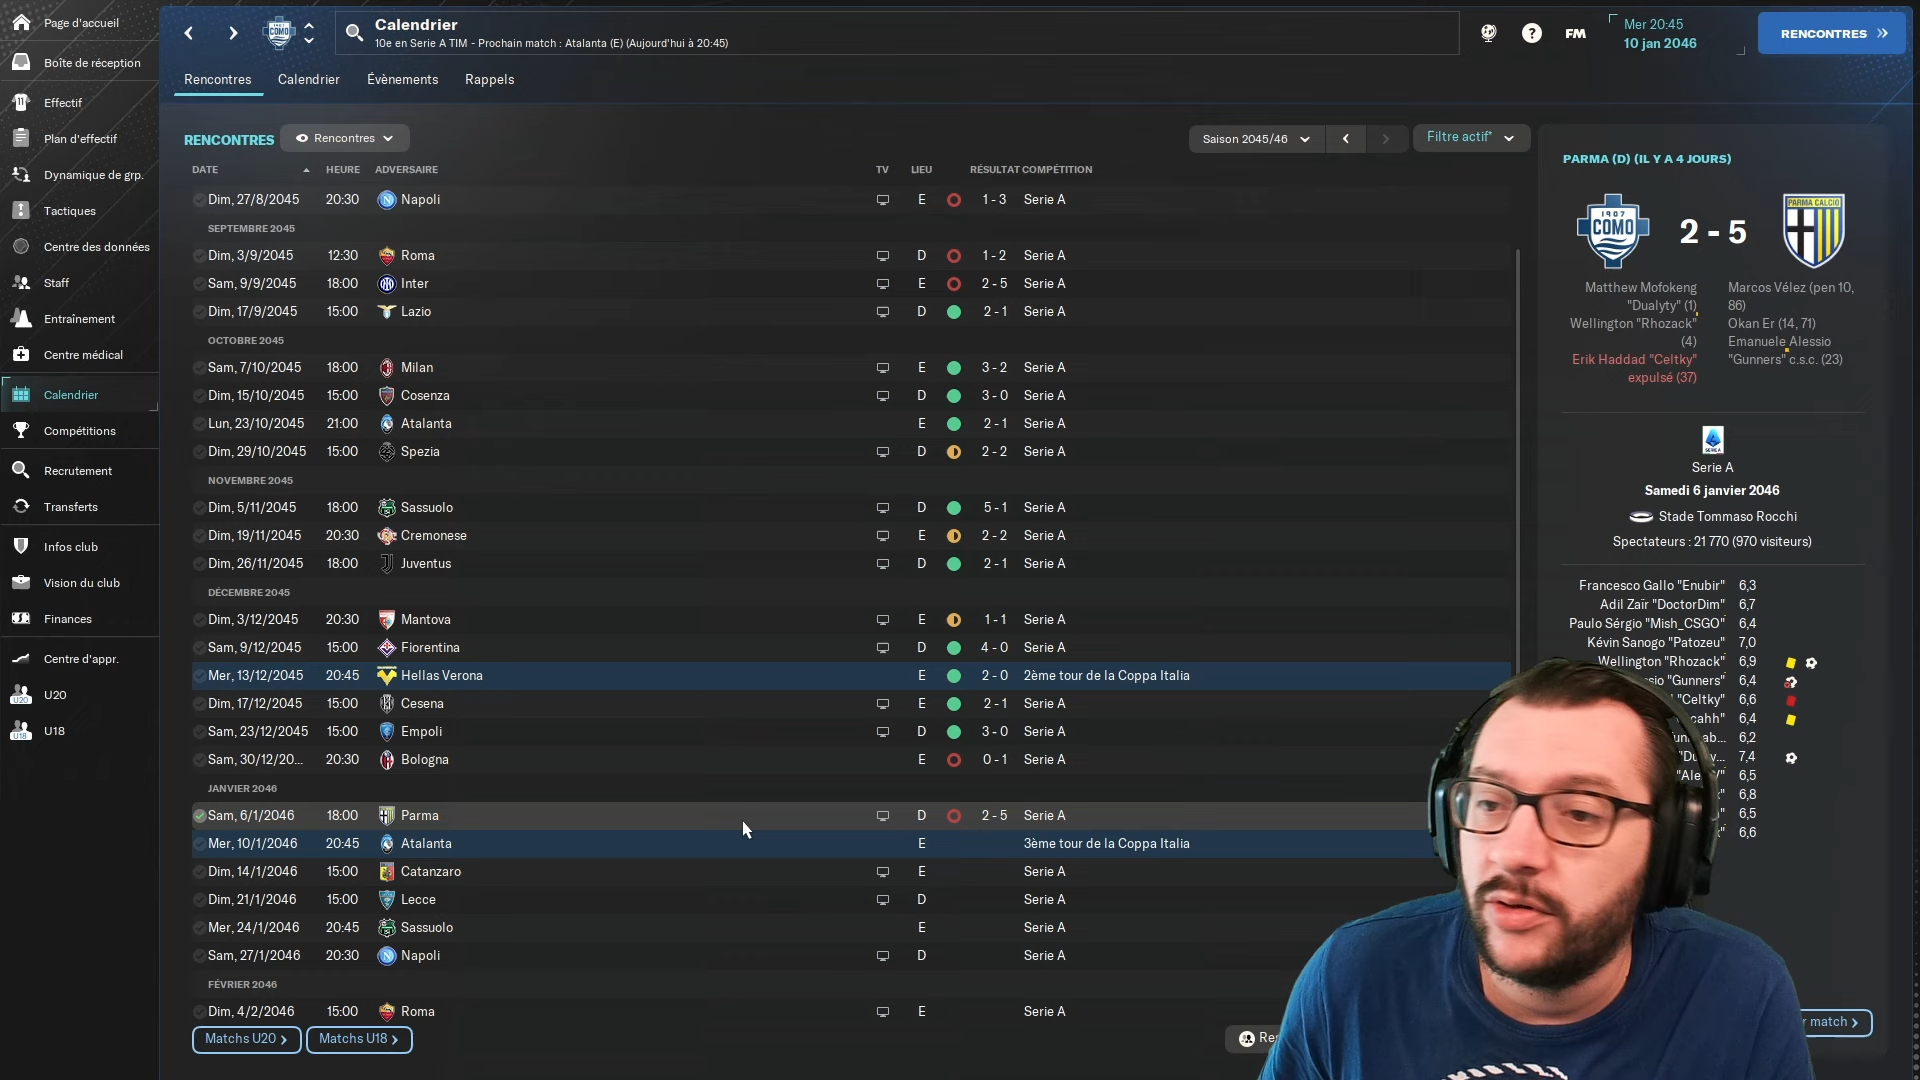 Page d'accueil
Boîte de réception
Effectif
Plan d'effectif
Dynamique de grp.
Tactiques
Centre des données
Staff
Entraînement
Centre médical
Calendrier
Compétitions
Recrutement
Transferts
Infos club
Vision du club
Finances
Centre d'appr.
U20
U18
Calendrier
10e en Serie A TIM - Prochain match : Atalanta (E) (Aujourd'hui à 20:45)
FM
Mer 20:45
10 jan 2046
RENCONTRES
Rencontres Calendrier Évènements Rappels
RENCONTRES Rencontres Saison 2045/46 Filtre actif*
DATE HEURE ADVERSAIRE TV LIEU RÉSULTAT COMPÉTITION
Dim, 27/8/2045 20:30 Napoli E 1 - 3 Serie A
SEPTEMBRE 2045
Dim, 3/9/2045 12:30 Roma D 1 - 2 Serie A
Sam, 9/9/2045 18:00 Inter E 2 - 5 Serie A
Dim, 17/9/2045 15:00 Lazio D 2 - 1 Serie A
OCTOBRE 2045
Sam, 7/10/2045 18:00 Milan E 3 - 2 Serie A
Dim, 15/10/2045 15:00 Cosenza D 3 - 0 Serie A
Lun, 23/10/2045 21:00 Atalanta E 2 - 1 Serie A
Dim, 29/10/2045 15:00 Spezia D 2 - 2 Serie A
NOVEMBRE 2045
Dim, 5/11/2045 18:00 Sassuolo D 5 - 1 Serie A
Dim, 19/11/2045 20:30 Cremonese E 2 - 2 Serie A
Dim, 26/11/2045 18:00 Juventus D 2 - 1 Serie A
DÉCEMBRE 2045
Dim, 3/12/2045 20:30 Mantova E 1 - 1 Serie A
Sam, 9/12/2045 15:00 Fiorentina D 4 - 0 Serie A
Mer, 13/12/2045 20:45 Hellas Verona E 2 - 0 2ème tour de la Coppa Italia
Dim, 17/12/2045 15:00 Cesena E 2 - 1 Serie A
Sam, 23/12/2045 15:00 Empoli D 3 - 0 Serie A
Sam, 30/12/20... 20:30 Bologna E 0 - 1 Serie A
JANVIER 2046
Sam, 6/1/2046 18:00 Parma D 2 - 5 Serie A
Mer, 10/1/2046 20:45 Atalanta E 3ème tour de la Coppa Italia
Dim, 14/1/2046 15:00 Catanzaro E Serie A
Dim, 21/1/2046 15:00 Lecce D Serie A
Mer, 24/1/2046 20:45 Sassuolo E Serie A
Sam, 27/1/2046 20:30 Napoli D Serie A
FÉVRIER 2046
Dim, 4/2/2046 15:00 Roma E Serie A
Matchs U20 Matchs U18
PARMA (D) (IL Y A 4 JOURS)
1907
COMO
2 - 5
PARMA CALCIO
Matthew Mofokeng
"Dualyty" (1)
Wellington "Rhozack"
(4)
Erik Haddad "Celtky"
expulsé (37)
Marcos Vélez (pen 10,
86)
Okan Er (14, 71)
Emanuele Alessio
"Gunners" c.s.c. (23)
Serie A
Samedi 6 janvier 2046
Stade Tommaso Rocchi
Spectateurs : 21 770 (970 visiteurs)
Francesco Gallo "Enubir" 6,3
Adil Zaïr "DoctorDim" 6,7
Paulo Sérgio "Mish_CSGO" 6,4
Kévin Sanogo "Patozeu" 7,0
Wellington "Rhozack" 6,9
"Gunners" 6,4
"Celtky" 6,6
6,4
6,2
7,4
6,5
6,8
6,5
6,6
match